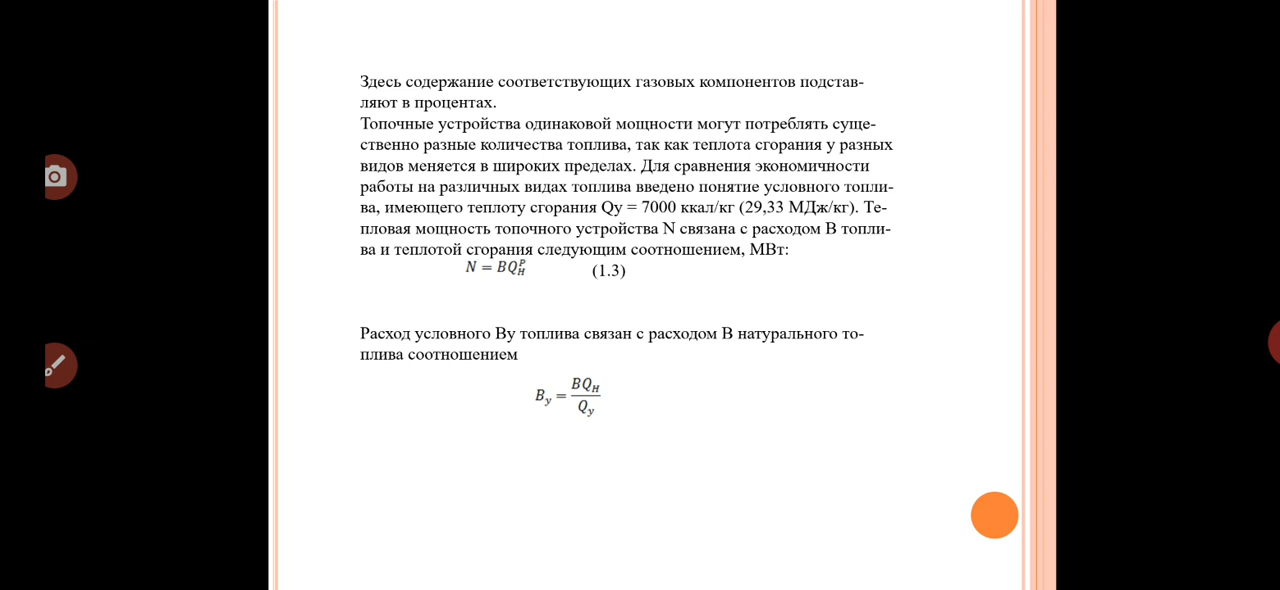 Здесь содержание соответствующих газовых компонентов подстав-
ляют в процентах.
Топочные устройства одинаковой мощности могут потреблять суще-
ственно разные количества топлива, так как теплота сгорания у разных
видов меняется в широких пределах. Для сравнения экономичности
работы на различных видах топлива введено понятие условного топли-
ва, имеющего теплоту сгорания Qу = 7000 ккал/кг (29,33 МДж/кг). Те-
пловая мощность топочного устройства N связана с расходом В топли-
ва и теплотой сгорания следующим соотношением, МВт:
N = BQ_H^P (1.3)
Расход условного Ву топлива связан с расходом В натурального то-
плива соотношением
B_y = BQ_H / Q_y